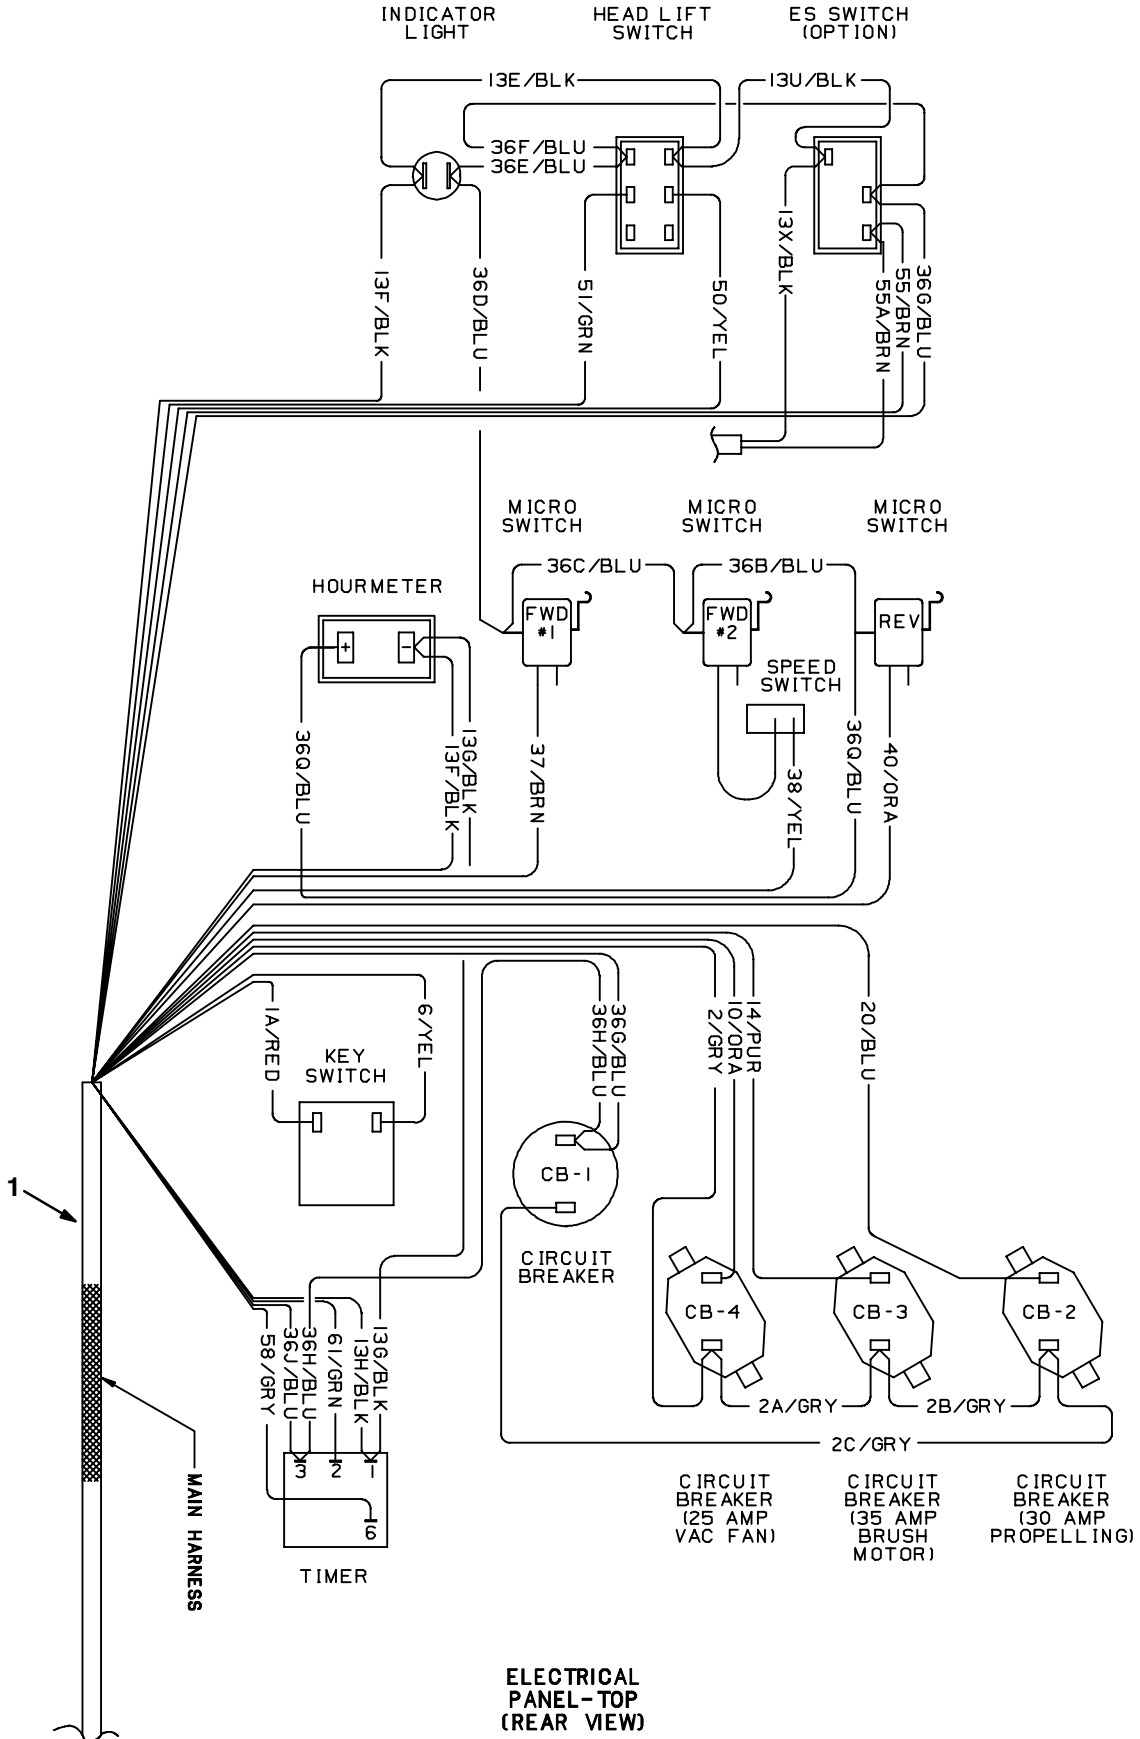 INDICATOR
LIGHT
HEAD LIFT
SWITCH
ES SWITCH
(OPTION)
13E/BLK
13U/BLK
36F/BLU
36E/BLU
13F/BLK
36D/BLU
51/GRN
50/YEL
13X/BLK
55A/BRN
55/BRN
36G/BLU
MICRO
SWITCH
MICRO
SWITCH
MICRO
SWITCH
36C/BLU
36B/BLU
HOURMETER
+
-
FWD
#1
FWD
#2
REV
SPEED
SWITCH
36Q/BLU
13F/BLK
13G/BLK
37/BRN
38/YEL
36Q/BLU
40/ORA
1A/RED
6/YEL
36H/BLU
36G/BLU
2/GRY
10/ORA
14/PUR
20/BLU
KEY
SWITCH
CB-1
1
CIRCUIT
BREAKER
CB-4
CB-3
CB-2
58/GRY
36J/BLU
36H/BLU
61/GRN
13H/BLK
13G/BLK
2A/GRY
2B/GRY
2C/GRY
3
2
1
6
TIMER
MAIN HARNESS
CIRCUIT
BREAKER
(25 AMP
VAC FAN)
CIRCUIT
BREAKER
(35 AMP
BRUSH
MOTOR)
CIRCUIT
BREAKER
(30 AMP
PROPELLING)
ELECTRICAL
PANEL-TOP
(REAR VIEW)